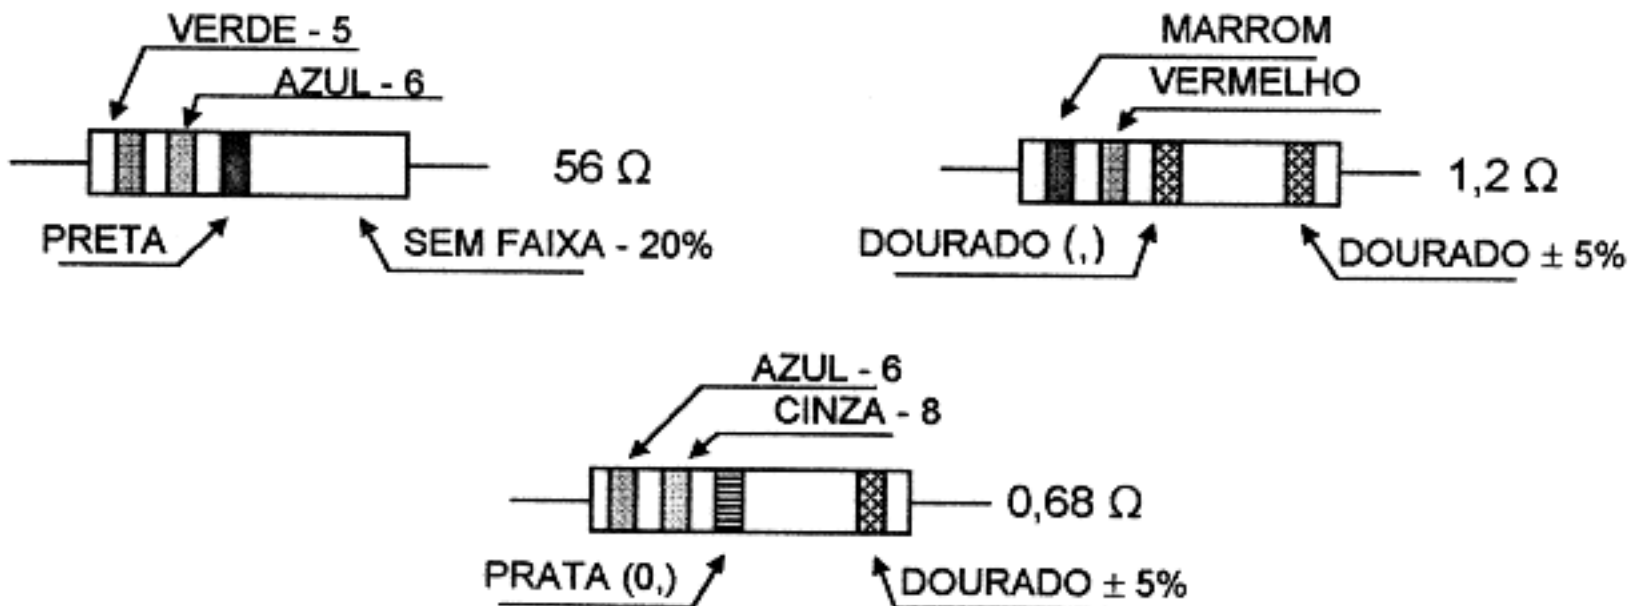 VERDE - 5
AZUL - 6
56 Ω
PRETA
SEM FAIXA - 20%
MARROM
VERMELHO
1,2 Ω
DOURADO (,)
DOURADO ± 5%
AZUL - 6
CINZA - 8
0,68 Ω
PRATA (0,)
DOURADO ± 5%